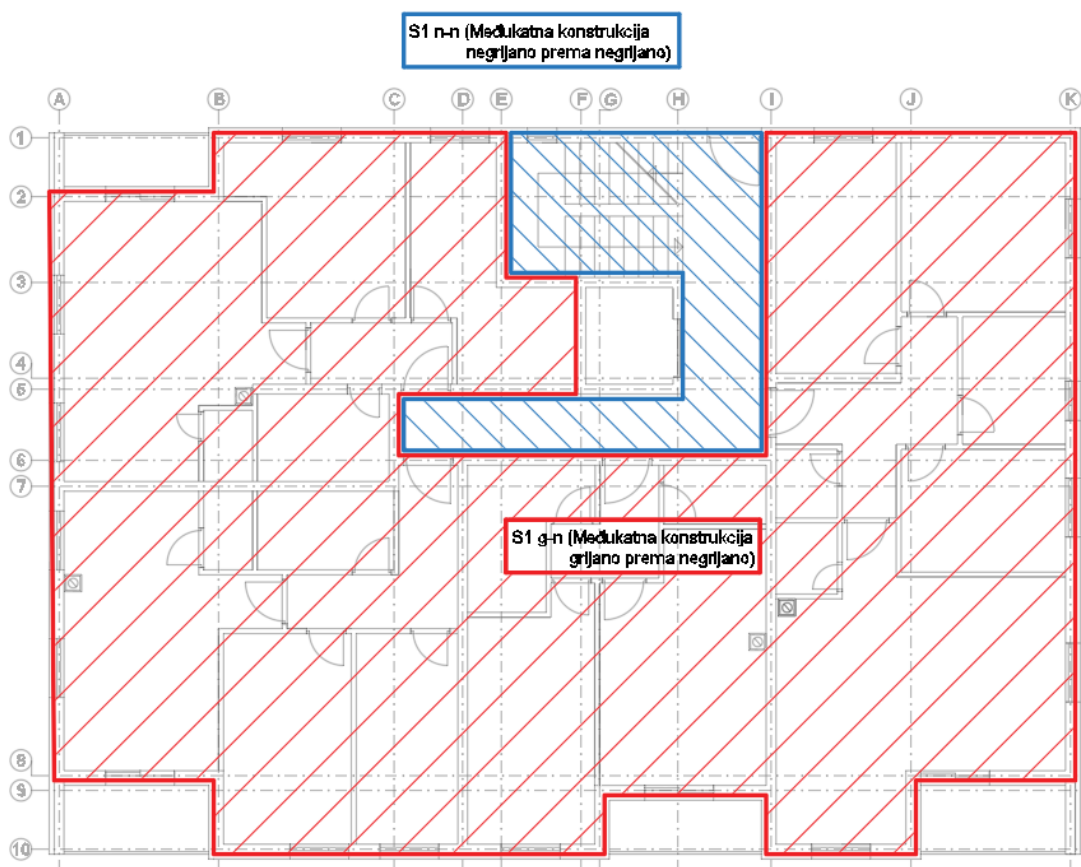 S1 n-n (Međukatna konstrukcija
negrijano prema negrijano)
A B C D E F G H I J K
1
2
3
4
5
6
7
S1 g-n (Međukatna konstrukcija
grijano prema negrijano)
8
9
10